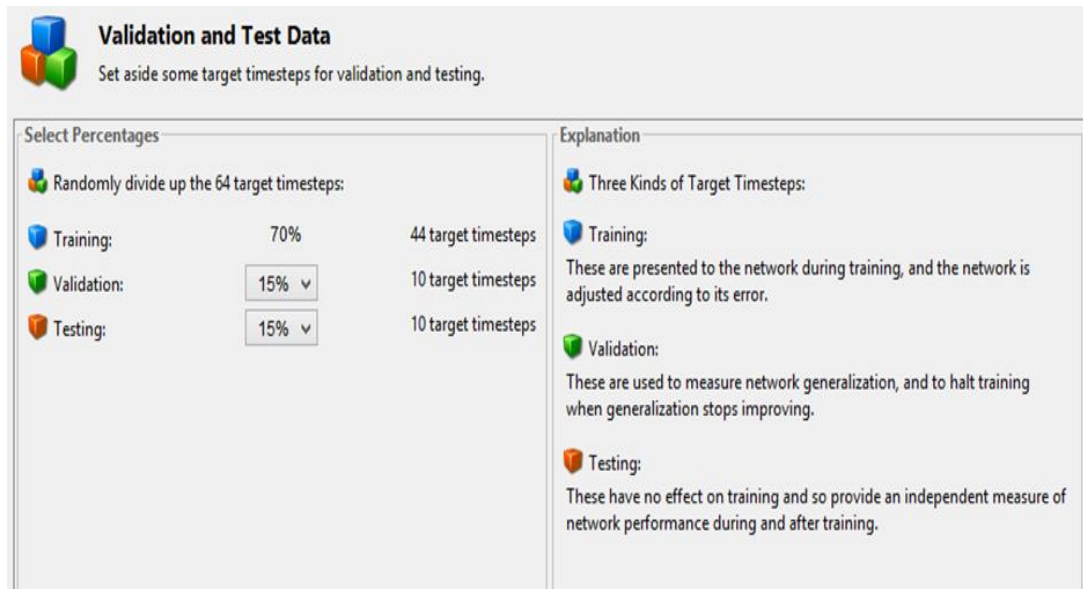 Validation and Test Data
Set aside some target timesteps for validation and testing.
Select Percentages
Randomly divide up the 64 target timesteps:
Training: 70% 44 target timesteps
Validation: 15% 10 target timesteps
Testing: 15% 10 target timesteps
Explanation
Three Kinds of Target Timesteps:
Training:
These are presented to the network during training, and the network is
adjusted according to its error.
Validation:
These are used to measure network generalization, and to halt training
when generalization stops improving.
Testing:
These have no effect on training and so provide an independent measure of
network performance during and after training.